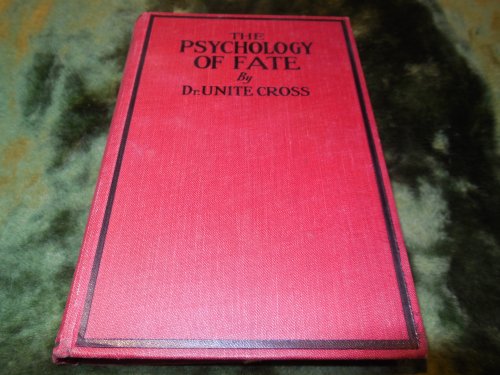 THE
PSYCHOLOGY
OF FATE
By
Dr. UNITE CROSS